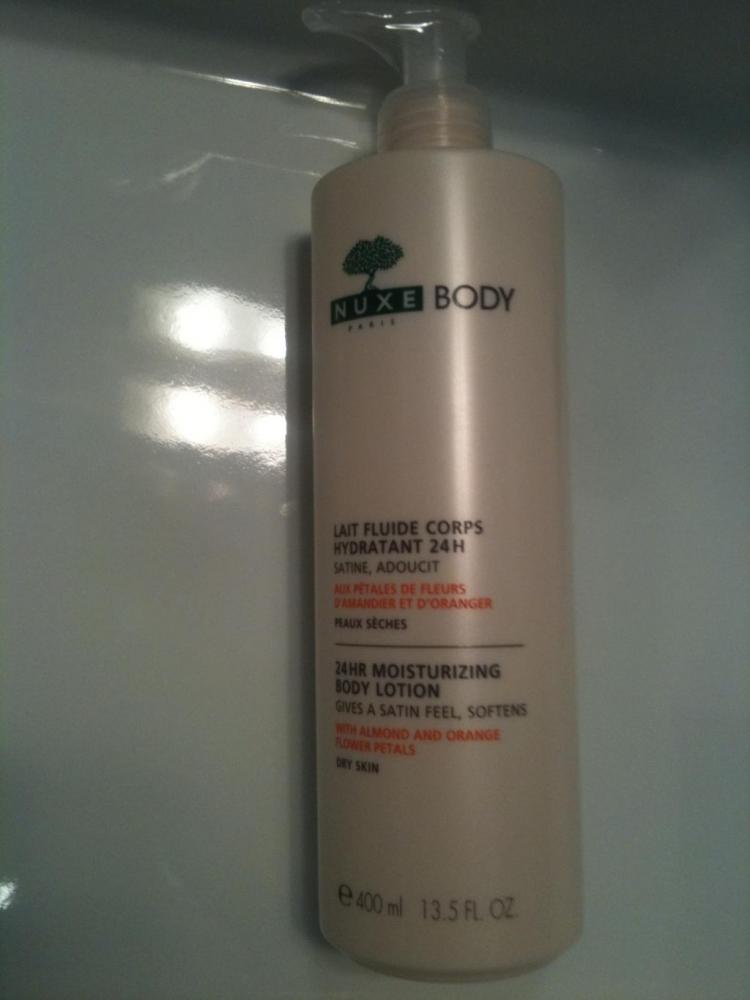 NUXE BODY
PARIS
LAIT FLUIDE CORPS
HYDRATANT 24H
SATINE, ADOUCIT
AUX PÉTALES DE FLEURS
D'AMANDIER ET D'ORANGER
PEAUX SÈCHES
24HR MOISTURIZING
BODY LOTION
GIVES A SATIN FEEL, SOFTENS
WITH ALMOND AND ORANGE
FLOWER PETALS
DRY SKIN
e 400 ml 13.5 FL. OZ.